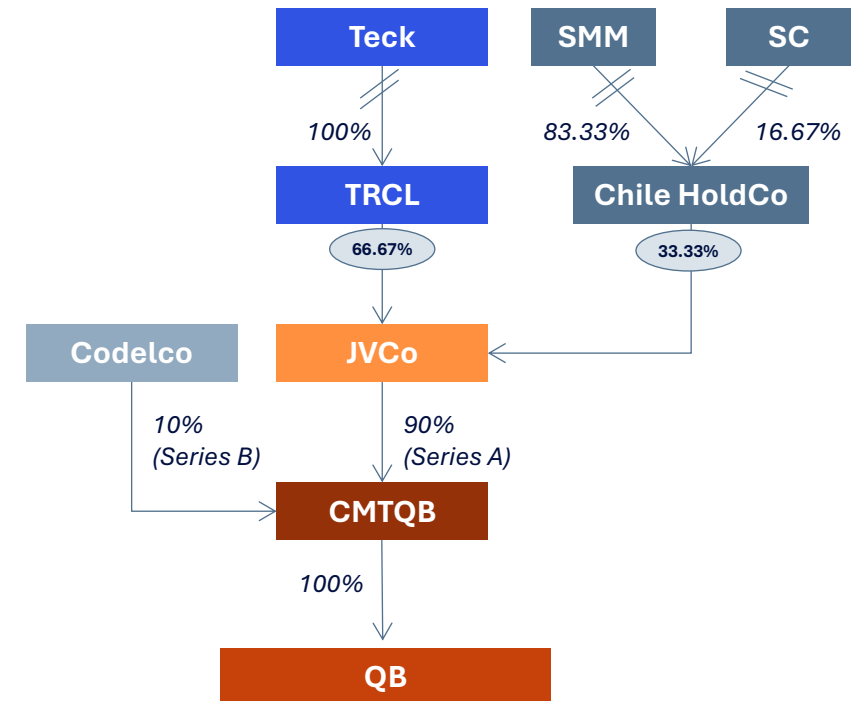 Teck
SMM
SC
100%
83.33%
16.67%
TRCL
Chile HoldCo
66.67%
33.33%
Codelco
JVCo
10%
(Series B)
90%
(Series A)
CMTQB
100%
QB